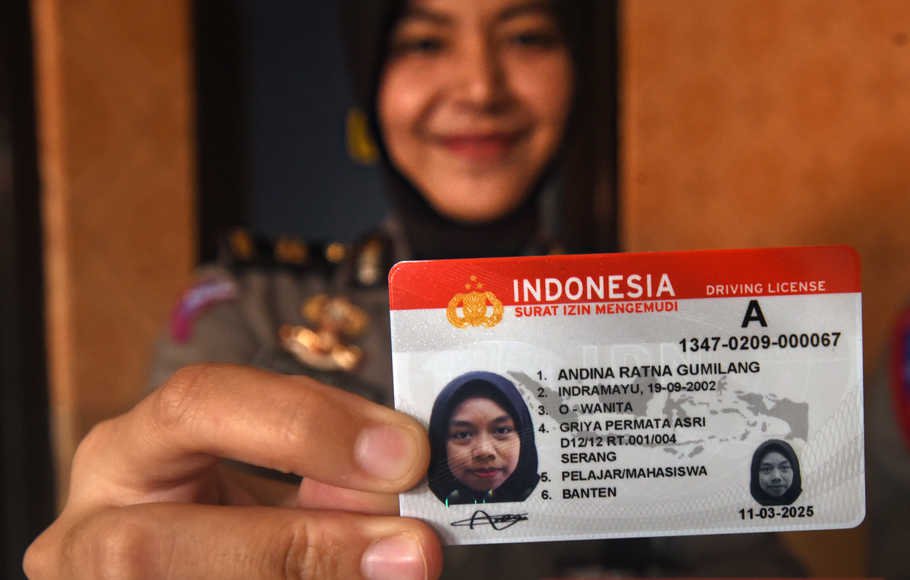 INDONESIA
SURAT IZIN MENGEMUDI
DRIVING LICENSE
A
1347-0209-000067
1. ANDINA RATNA GUMILANG
2. INDRAMAYU, 19-09-2002
3. O - WANITA
4. GRIYA PERMATA ASRI
D12/12 RT.001/004
SERANG
5. PELAJAR/MAHASISWA
6. BANTEN
11-03-2025